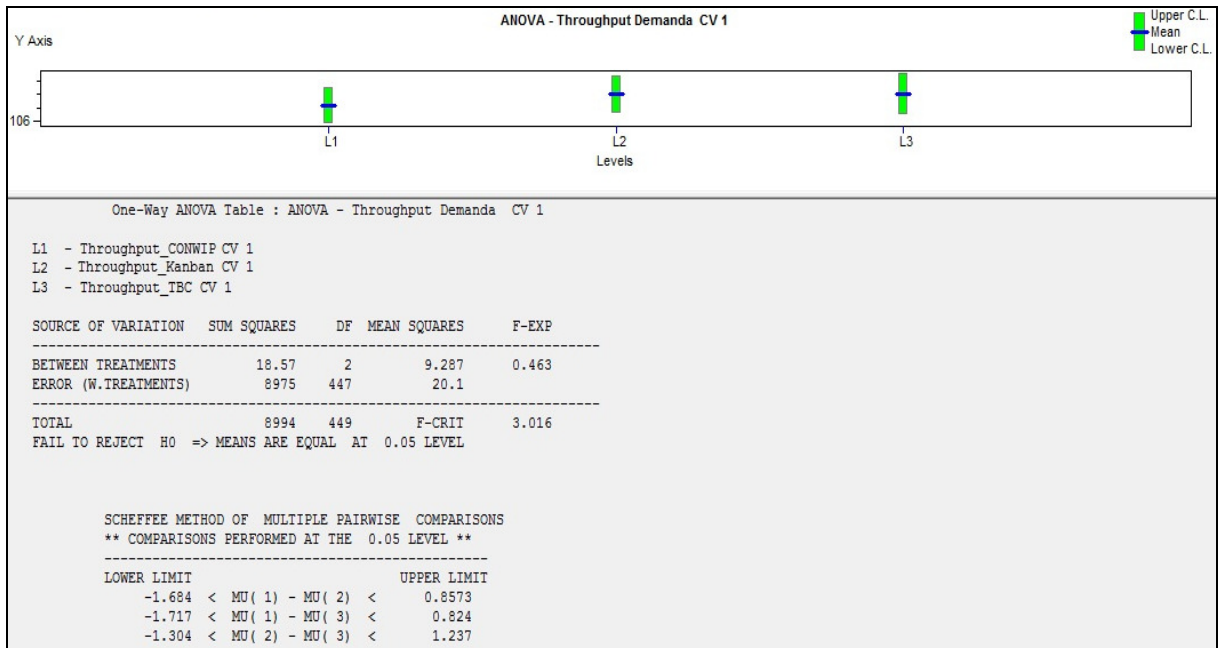 ANOVA - Throughput Demanda CV 1
Upper C.L.
Mean
Lower C.L.
Y Axis
106
L1
L2
L3
Levels
One-Way ANOVA Table : ANOVA - Throughput Demanda CV 1
L1 - Throughput_CONWIP CV 1
L2 - Throughput_Kanban CV 1
L3 - Throughput_TBC CV 1
SOURCE OF VARIATION SUM SQUARES DF MEAN SQUARES F-EXP
BETWEEN TREATMENTS 18.57 2 9.287 0.463
ERROR (W.TREATMENTS) 8975 447 20.1
TOTAL 8994 449 F-CRIT 3.016
FAIL TO REJECT H0 => MEANS ARE EQUAL AT 0.05 LEVEL
SCHEFFEE METHOD OF MULTIPLE PAIRWISE COMPARISONS
** COMPARISONS PERFORMED AT THE 0.05 LEVEL **
LOWER LIMIT UPPER LIMIT
-1.684 < MU( 1) - MU( 2) < 0.8573
-1.717 < MU( 1) - MU( 3) < 0.824
-1.304 < MU( 2) - MU( 3) < 1.237